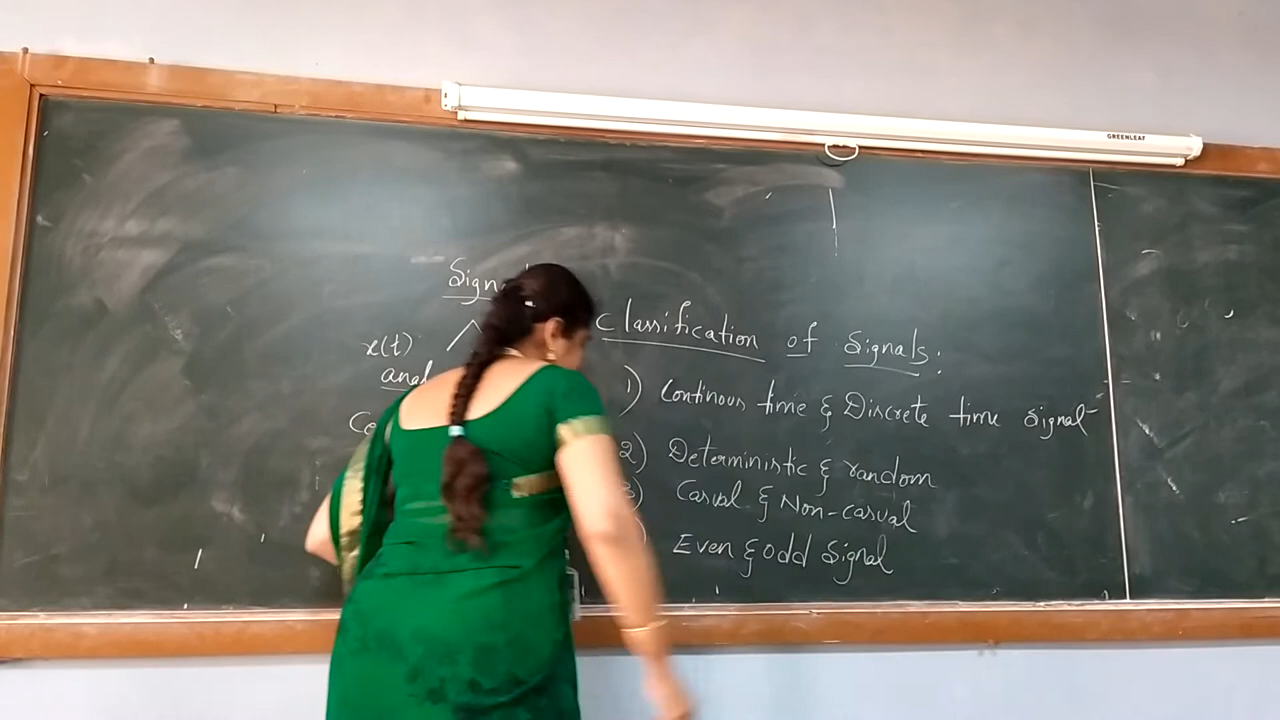 GREENLEAF
x(t)
Classification of Signals:
1) Continous time & Discrete time Signal
2) Deterministic & random
3) Casual & Non-casual
Even & odd Signal